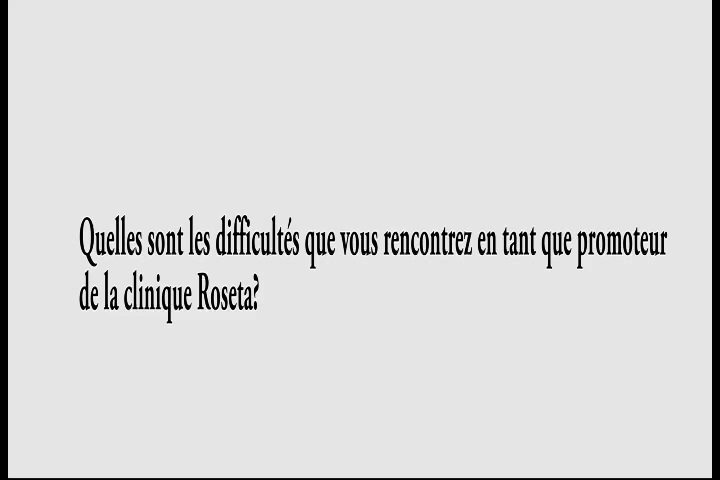 Quelles sont les difficultés que vous rencontrez en tant que promoteur
de la clinique Roseta?